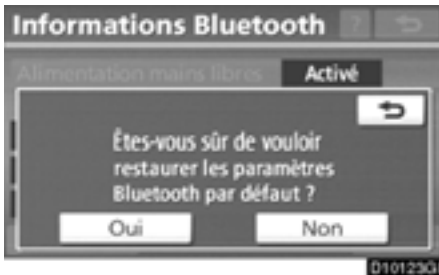 Informations Bluetooth ?
Alimentation mains libres Activé
Êtes-vous sûr de vouloir
restaurer les paramètres
Bluetooth par défaut ?
Oui Non
D10123G